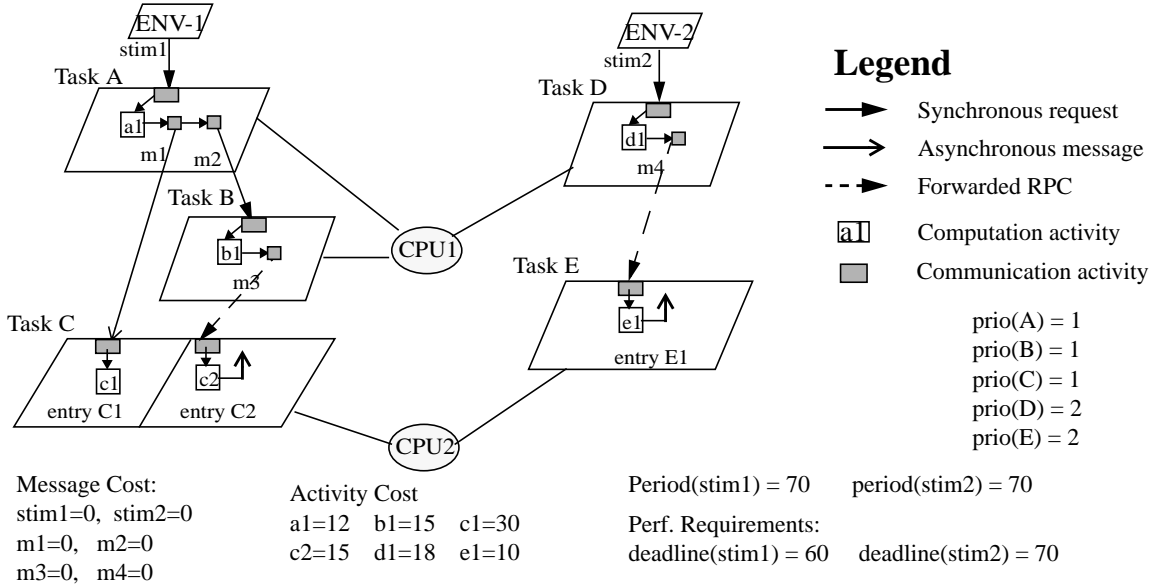 ENV-1
stim1
Task A
a1
m1
m2
Task B
b1
m3
Task C
c1
entry C1
c2
entry C2
CPU1
CPU2
ENV-2
stim2
Task D
d1
m4
Task E
e1
entry E1
Legend
Synchronous request
Asynchronous message
Forwarded RPC
a1 Computation activity
Communication activity
prio(A) = 1
prio(B) = 1
prio(C) = 1
prio(D) = 2
prio(E) = 2
Message Cost:
stim1=0, stim2=0
m1=0, m2=0
m3=0, m4=0
Activity Cost
a1=12 b1=15 c1=30
c2=15 d1=18 e1=10
Period(stim1) = 70 period(stim2) = 70
Perf. Requirements:
deadline(stim1) = 60 deadline(stim2) = 70